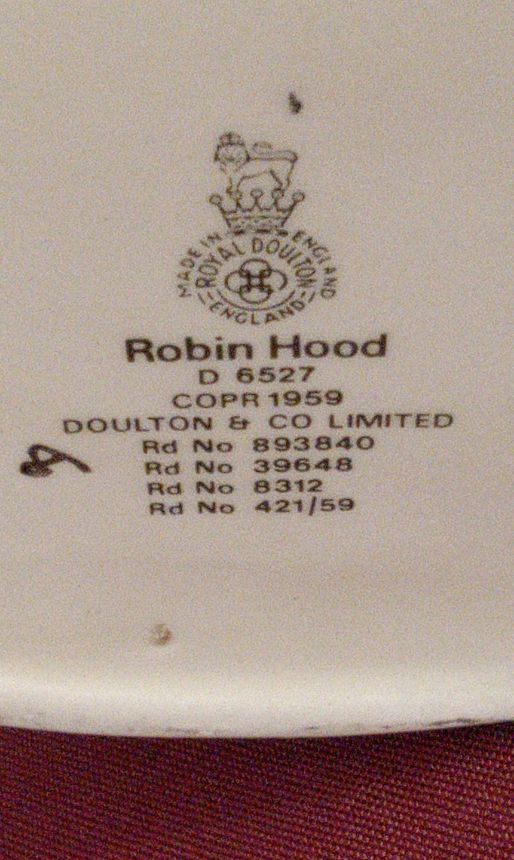 MADE IN ENGLAND
ROYAL DOULTON
ENGLAND
Robin Hood
D 6527
COPR 1959
DOULTON & CO LIMITED
Rd No 893840
Rd No 39648
Rd No 8312
Rd No 421/59